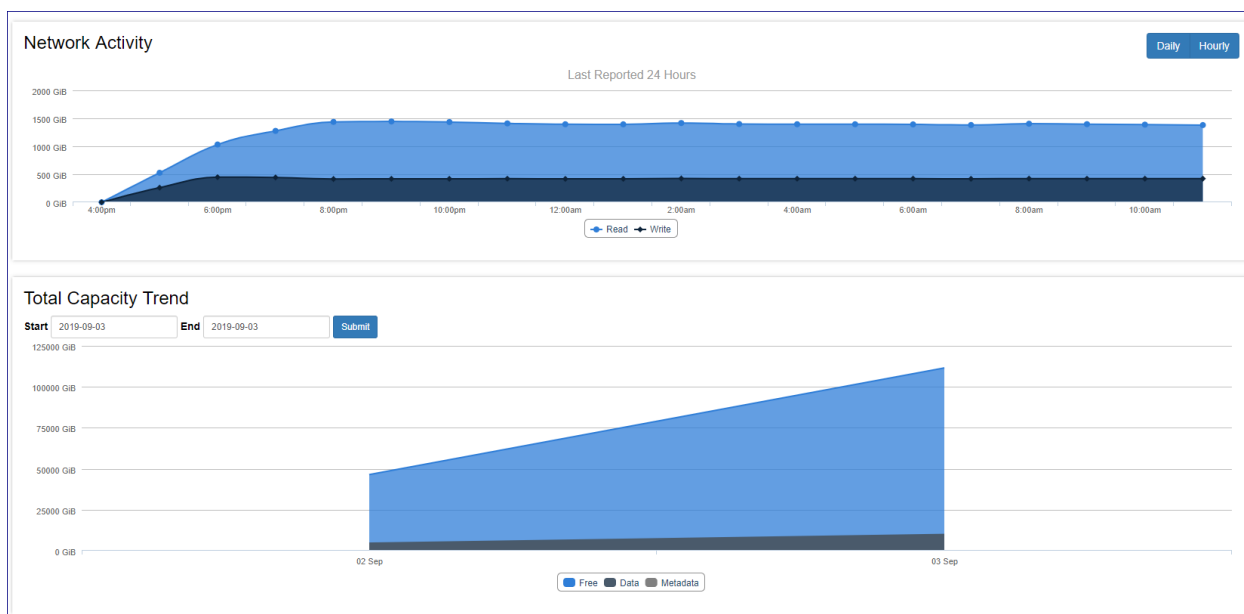 Network Activity
Daily Hourly
Last Reported 24 Hours
2000 GiB
1500 GiB
1000 GiB
500 GiB
0 GiB
4:00pm 6:00pm 8:00pm 10:00pm 12:00am 2:00am 4:00am 6:00am 8:00am 10:00am
Read Write
Total Capacity Trend
Start 2019-09-03 End 2019-09-03 Submit
125000 GiB
100000 GiB
75000 GiB
50000 GiB
25000 GiB
0 GiB
02 Sep 03 Sep
Free Data Metadata